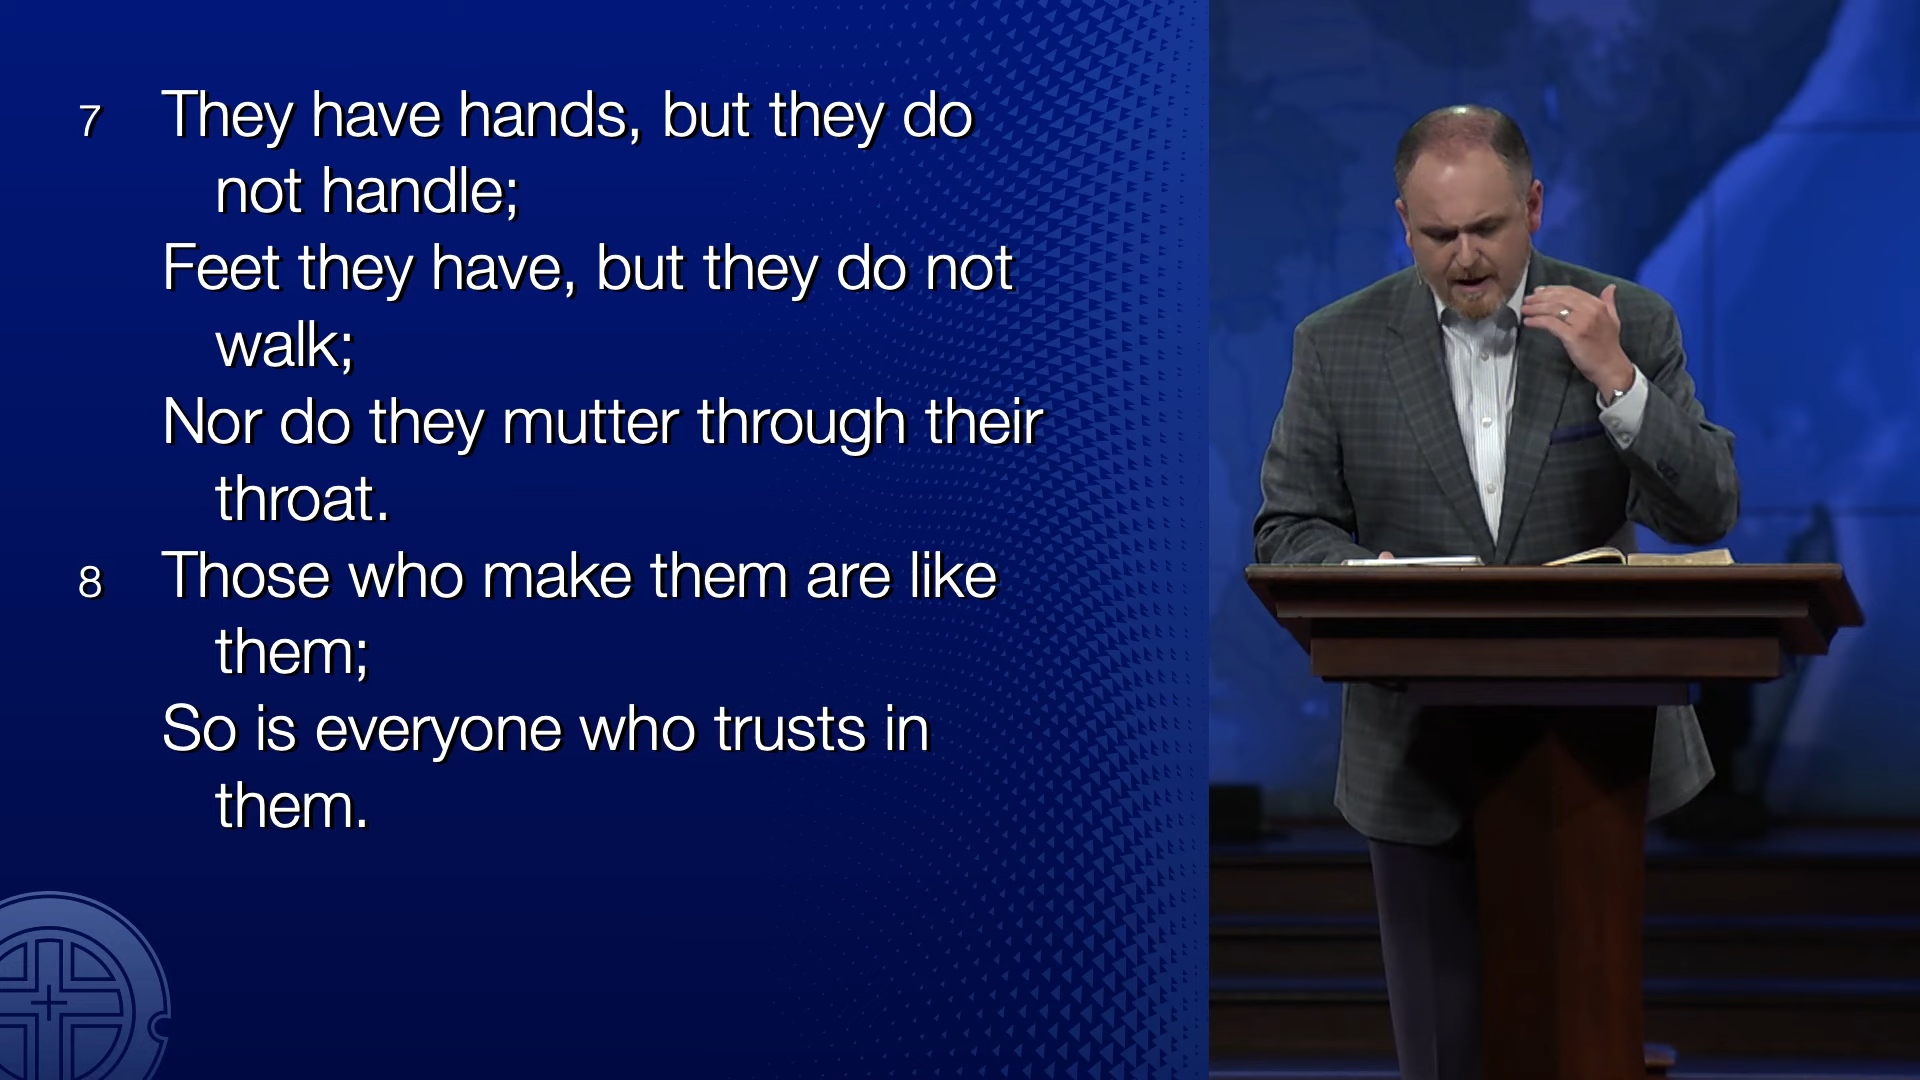 7 They have hands, but they do
not handle;
Feet they have, but they do not
walk;
Nor do they mutter through their
throat.
8 Those who make them are like
them;
So is everyone who trusts in
them.